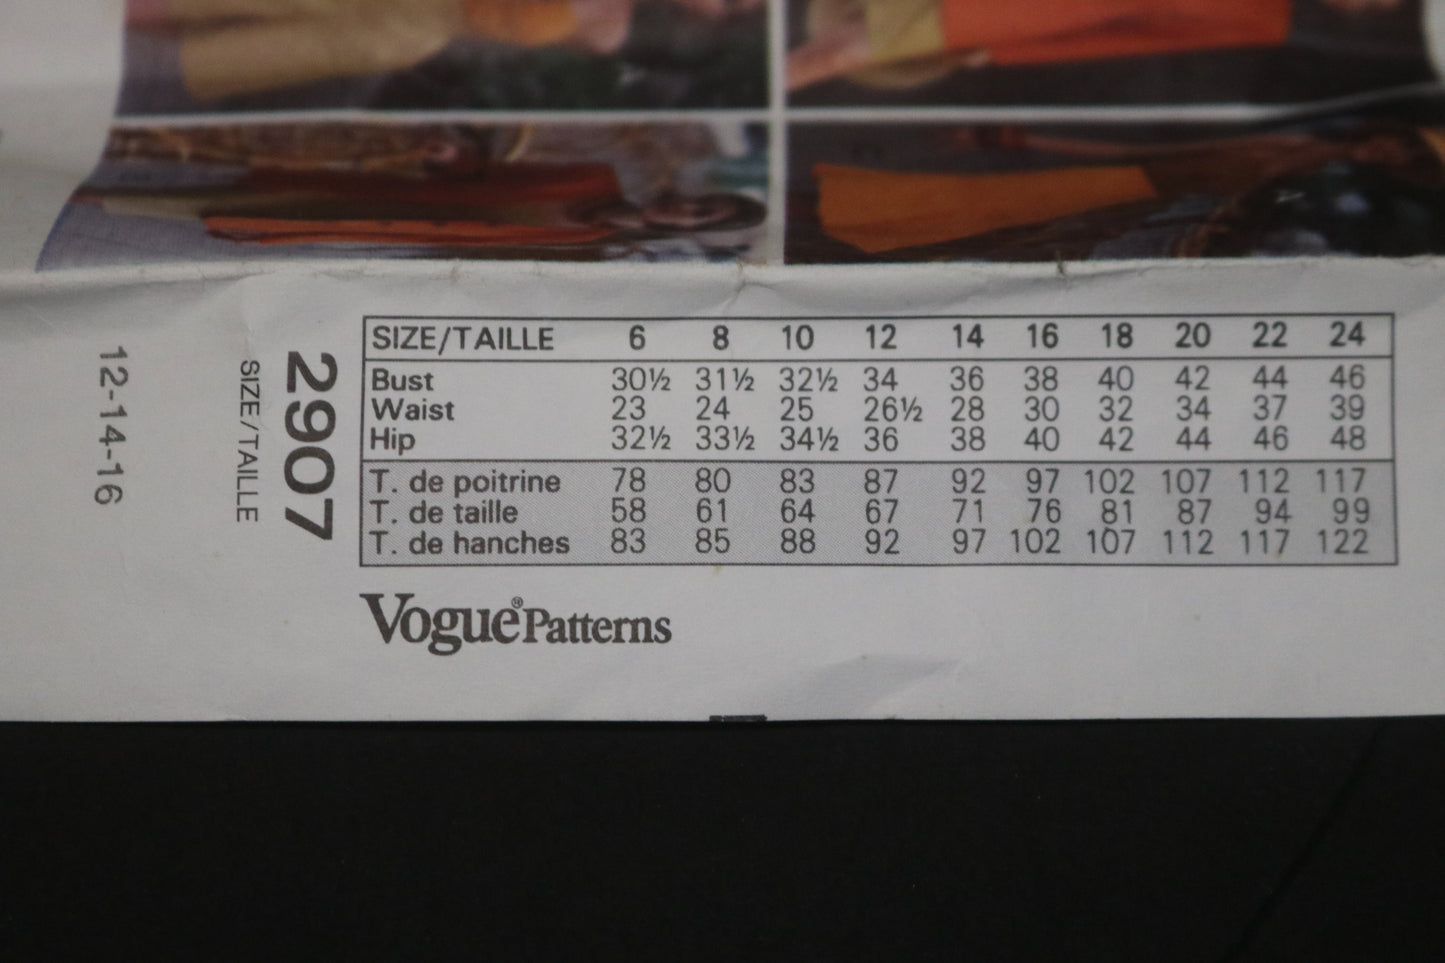 12-14-16
SIZE/TAILLE
2907
SIZE/TAILLE 6 8 10 12 14 16 18 20 22 24
Bust 30½ 31½ 32½ 34 36 38 40 42 44 46
Waist 23 24 25 26½ 28 30 32 34 37 39
Hip 32½ 33½ 34½ 36 38 40 42 44 46 48
T. de poitrine 78 80 83 87 92 97 102 107 112 117
T. de taille 58 61 64 67 71 76 81 87 94 99
T. de hanches 83 85 88 92 97 102 107 112 117 122
Vogue® Patterns